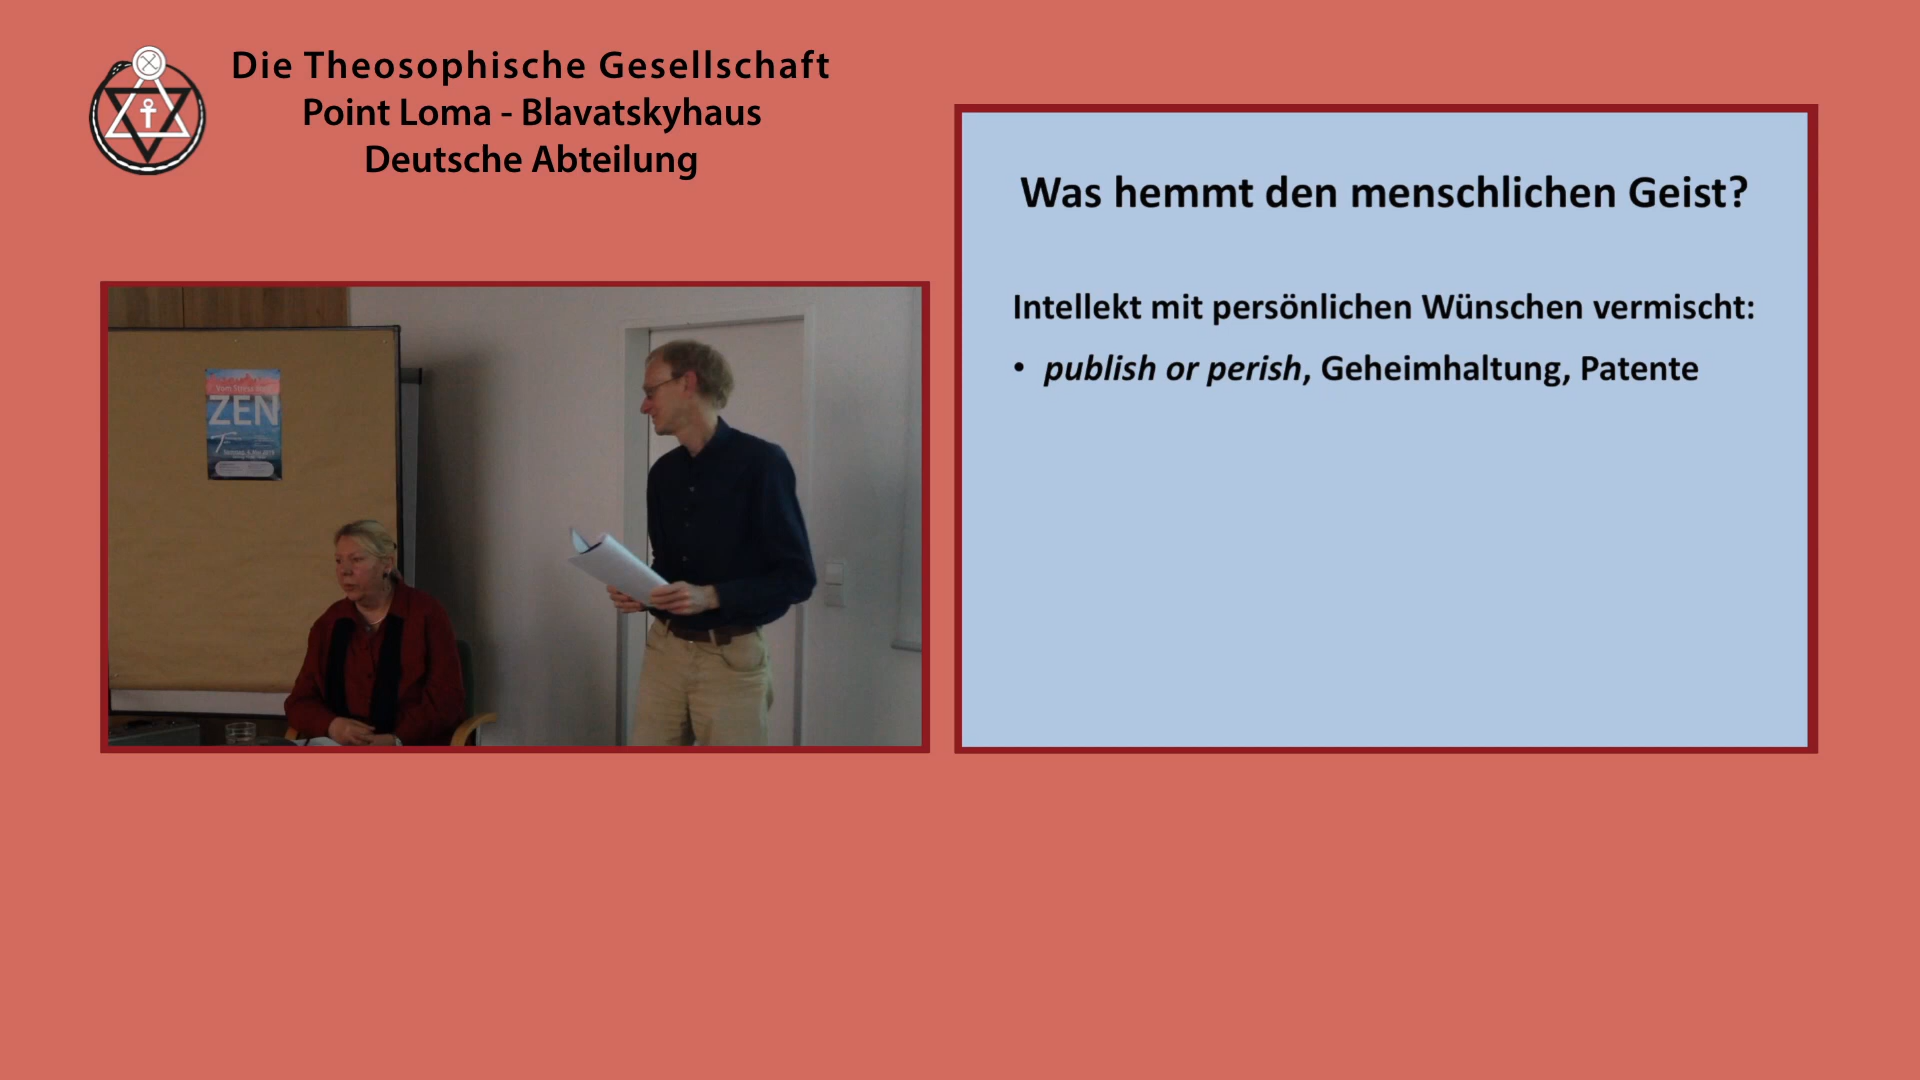 Die Theosophische Gesellschaft
Point Loma - Blavatskyhaus
Deutsche Abteilung
Was hemmt den menschlichen Geist?
Intellekt mit persönlichen Wünschen vermischt:
• publish or perish, Geheimhaltung, Patente
ZEN